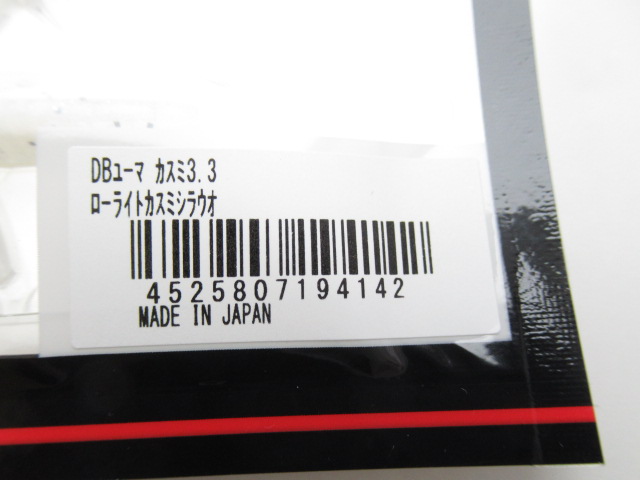 DBユーマ カスミ3.3
ローライトカスミシラウオ
4525807194142
MADE IN JAPAN